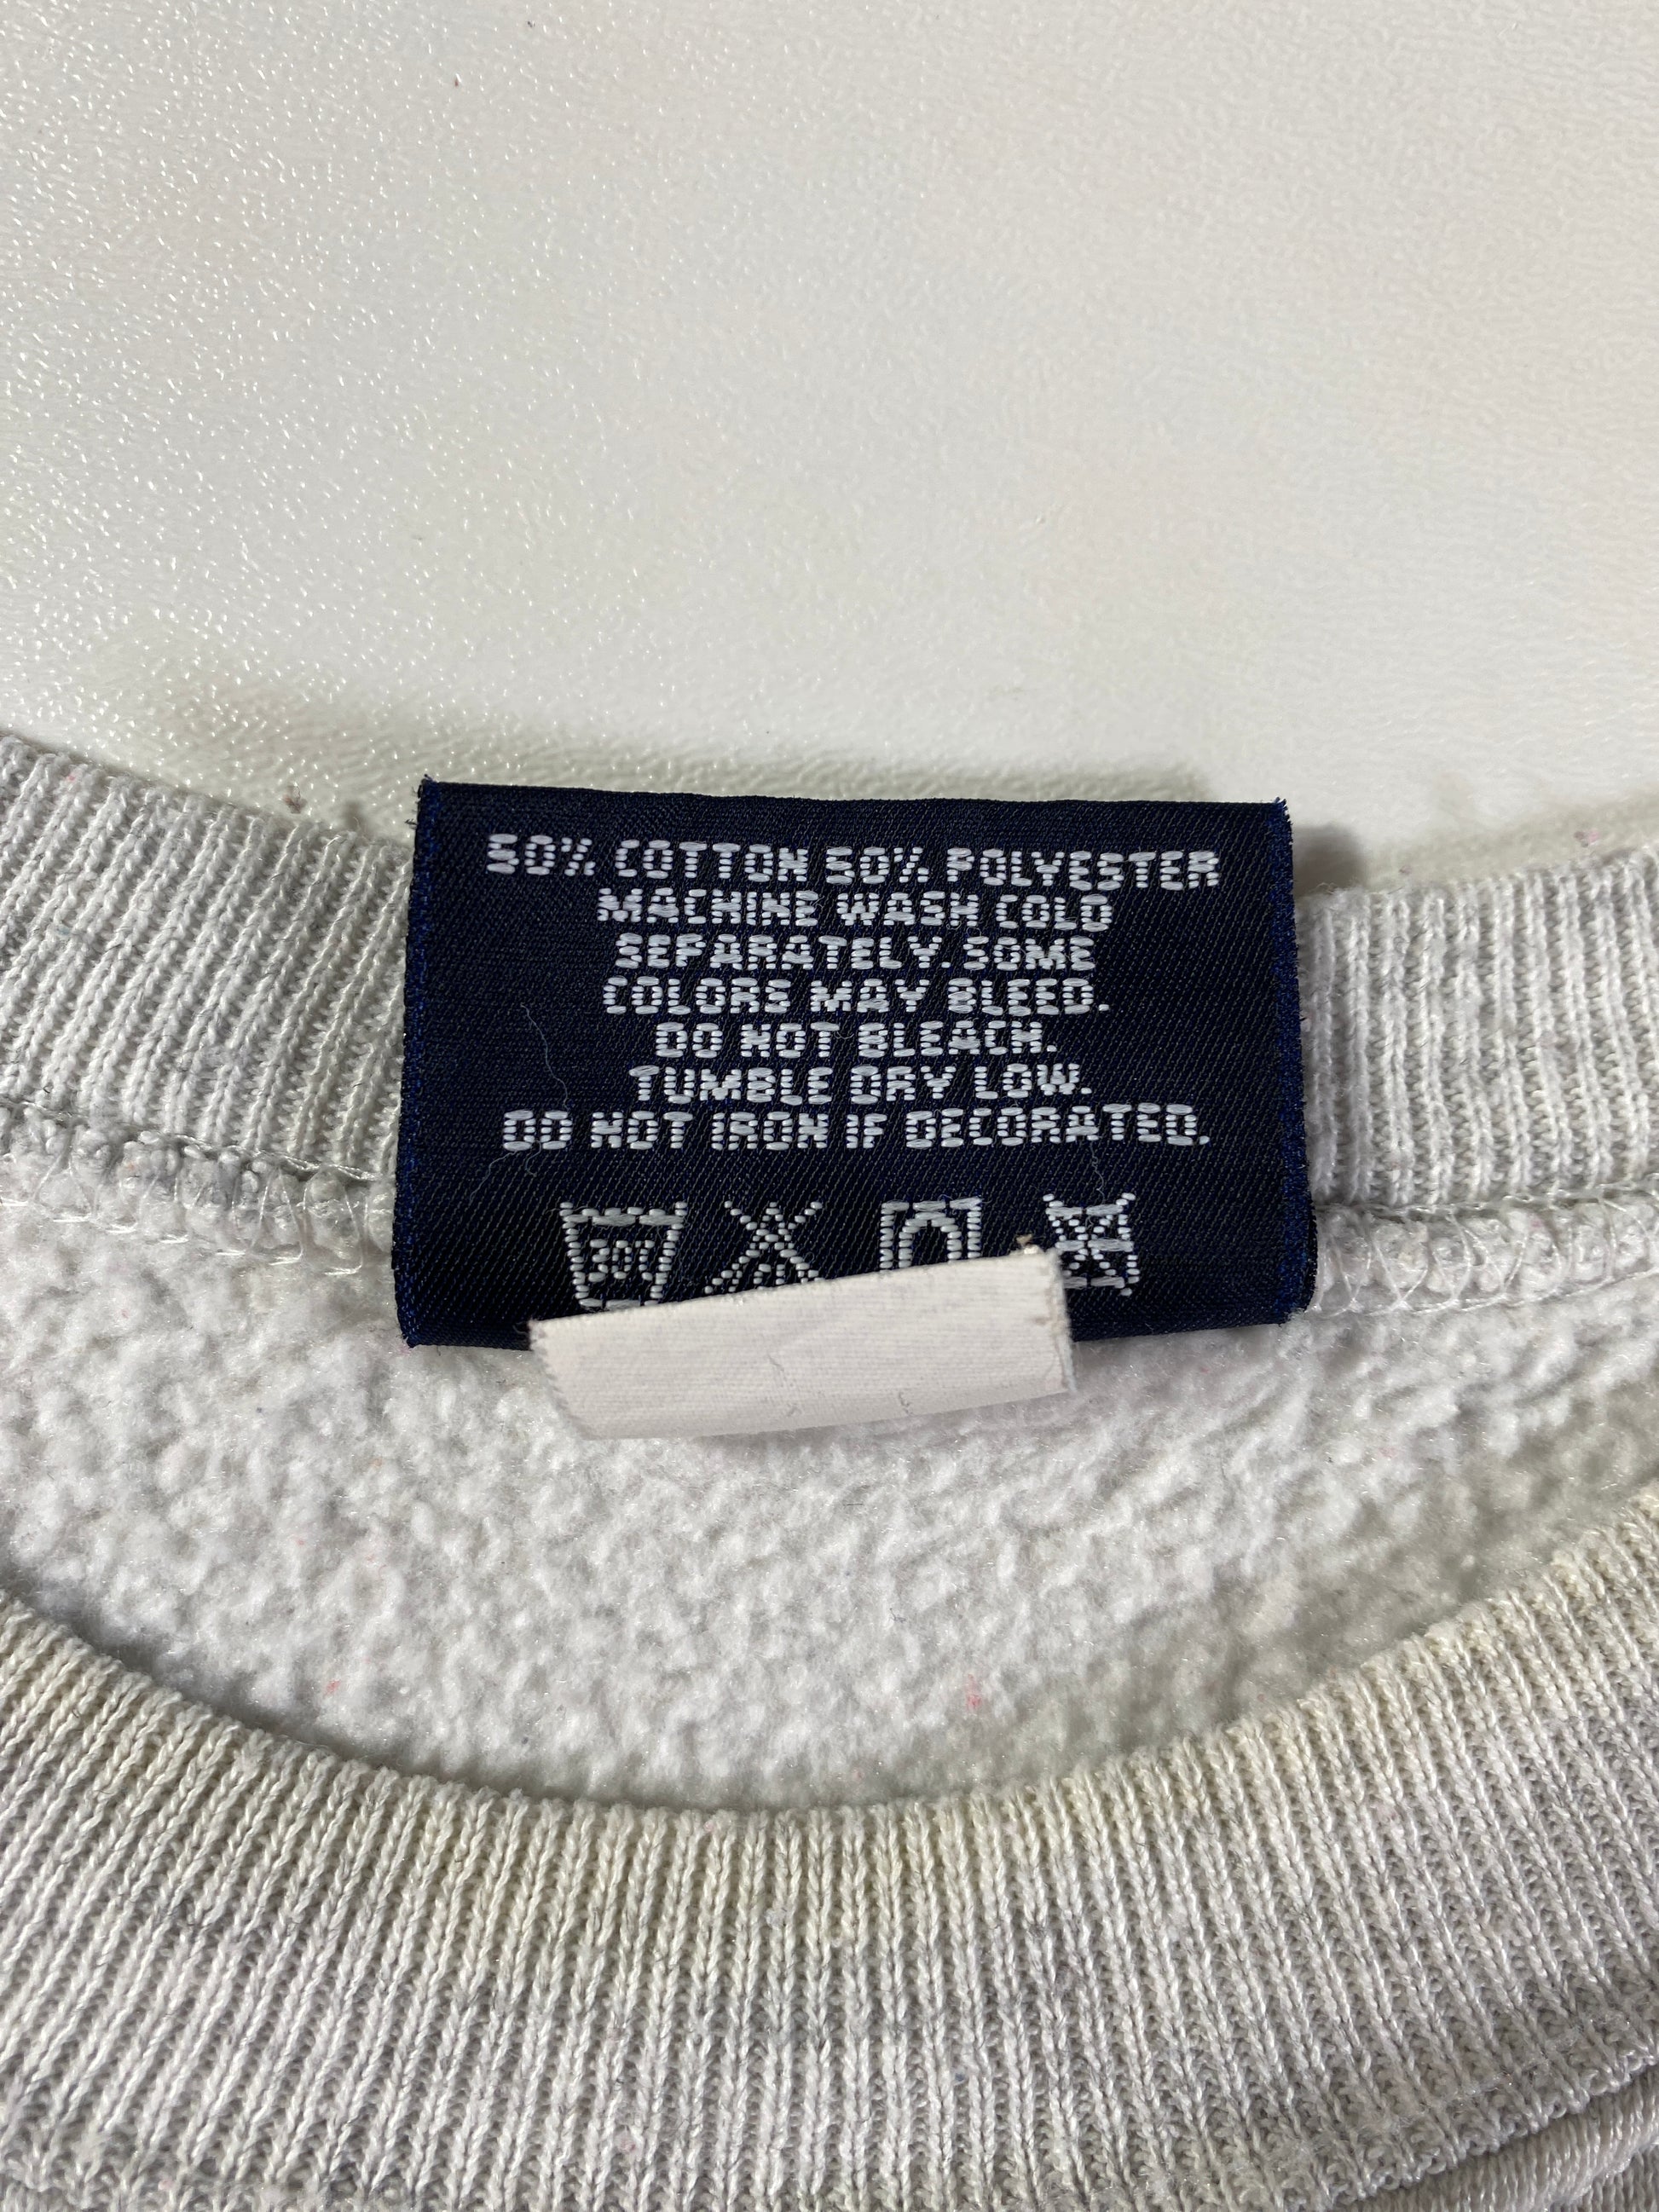 50% COTTON 50% POLYESTER
MACHINE WASH COLD
SEPARATELY. SOME
COLORS MAY BLEED.
DO NOT BLEACH.
TUMBLE DRY LOW.
DO NOT IRON IF DECORATED.
30°